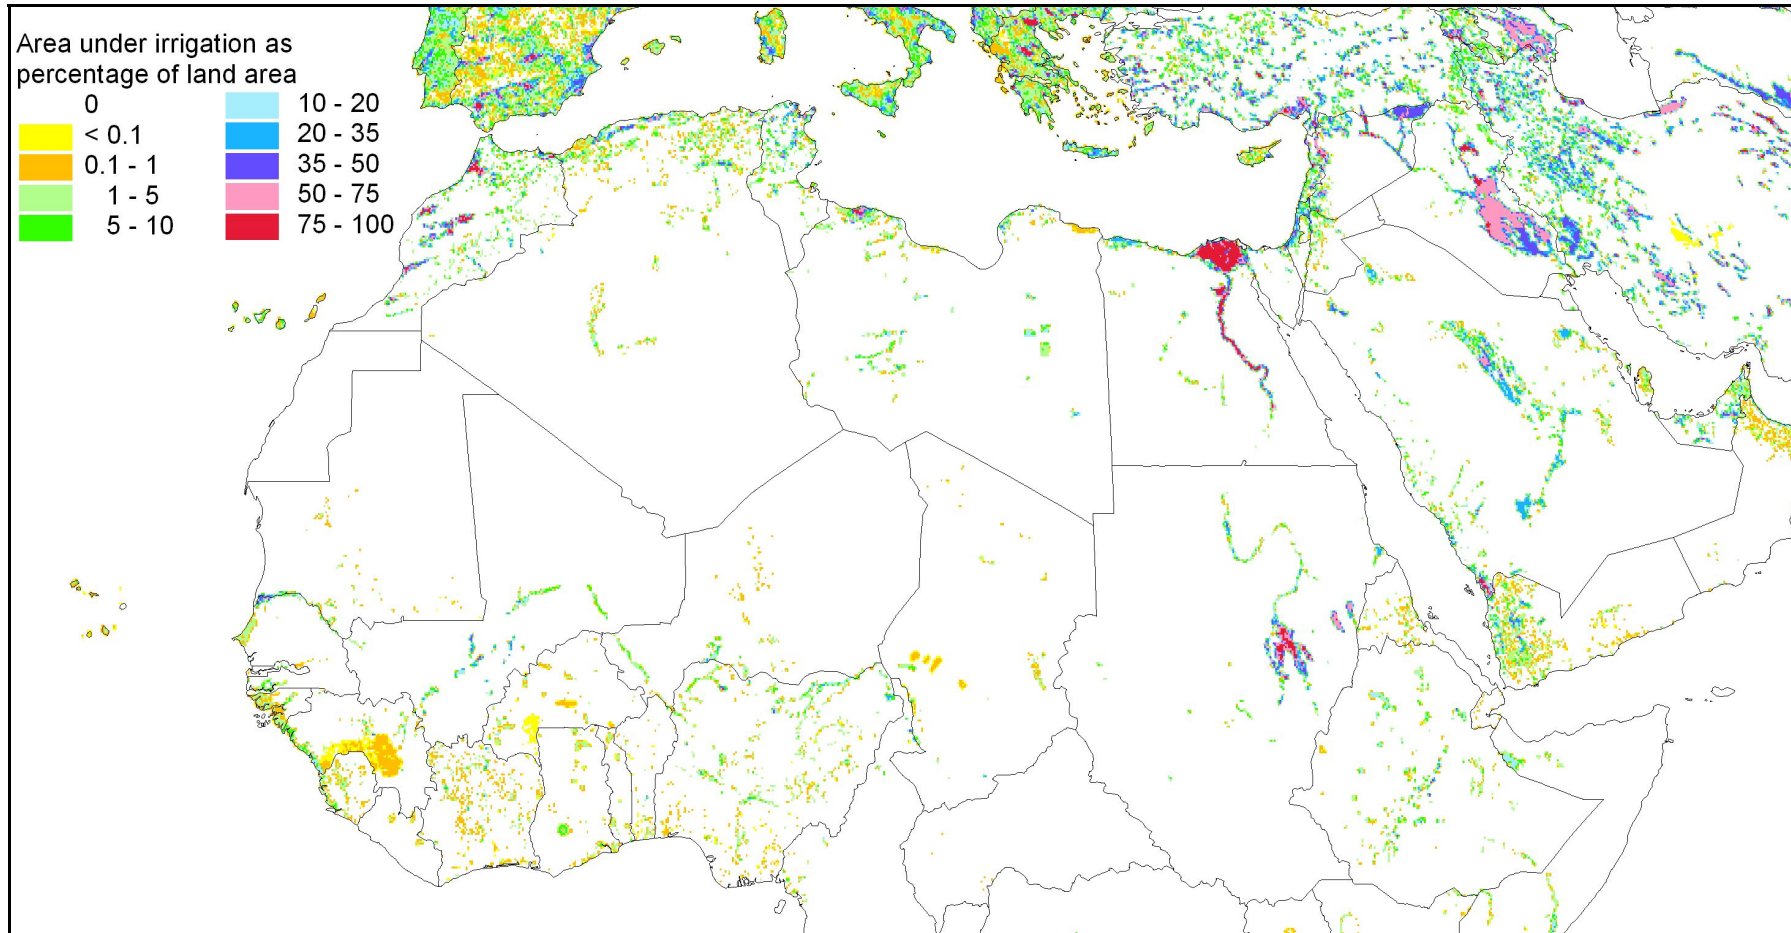 Area under irrigation as
percentage of land area
0
< 0.1
0.1 - 1
1 - 5
5 - 10
10 - 20
20 - 35
35 - 50
50 - 75
75 - 100